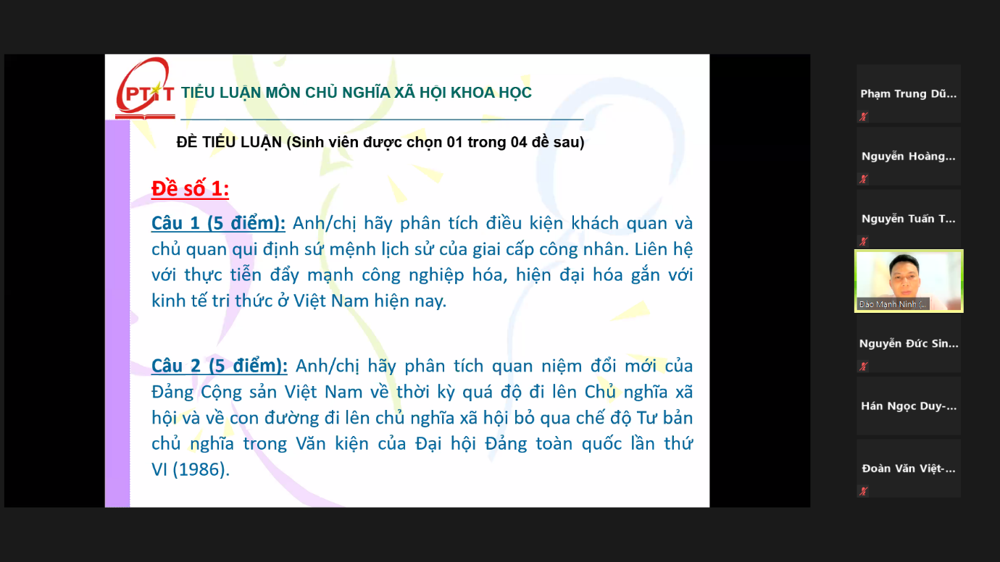 PTiT
TIỂU LUẬN MÔN CHỦ NGHĨA XÃ HỘI KHOA HỌC
ĐỀ TIỂU LUẬN (Sinh viên được chọn 01 trong 04 đề sau)
Đề số 1:
Câu 1 (5 điểm): Anh/chị hãy phân tích điều kiện khách quan và
chủ quan qui định sứ mệnh lịch sử của giai cấp công nhân. Liên hệ
với thực tiễn đẩy mạnh công nghiệp hóa, hiện đại hóa gắn với
kinh tế tri thức ở Việt Nam hiện nay.
Câu 2 (5 điểm): Anh/chị hãy phân tích quan niệm đổi mới của
Đảng Cộng sản Việt Nam về thời kỳ quá độ đi lên Chủ nghĩa xã
hội và về con đường đi lên chủ nghĩa xã hội bỏ qua chế độ Tư bản
chủ nghĩa trong Văn kiện của Đại hội Đảng toàn quốc lần thứ
VI (1986).
Phạm Trung Dũ...
Nguyễn Hoàng...
Nguyễn Tuấn T...
Đào Mạnh Ninh (...
Nguyễn Đức Sin...
Hán Ngọc Duy-...
Đoàn Văn Việt-...